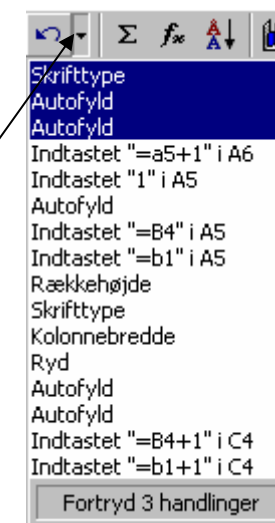 Σ fx A A
Skrifttype
Autofyld
Autofyld
Indtastet "=a5+1" i A6
Indtastet "1" i A5
Autofyld
Indtastet "=B4" i A5
Indtastet "=b1" i A5
Rækkehøjde
Skrifttype
Kolonnebredde
Ryd
Autofyld
Autofyld
Indtastet "=B4+1" i C4
Indtastet "=b1+1" i C4
Fortryd 3 handlinger